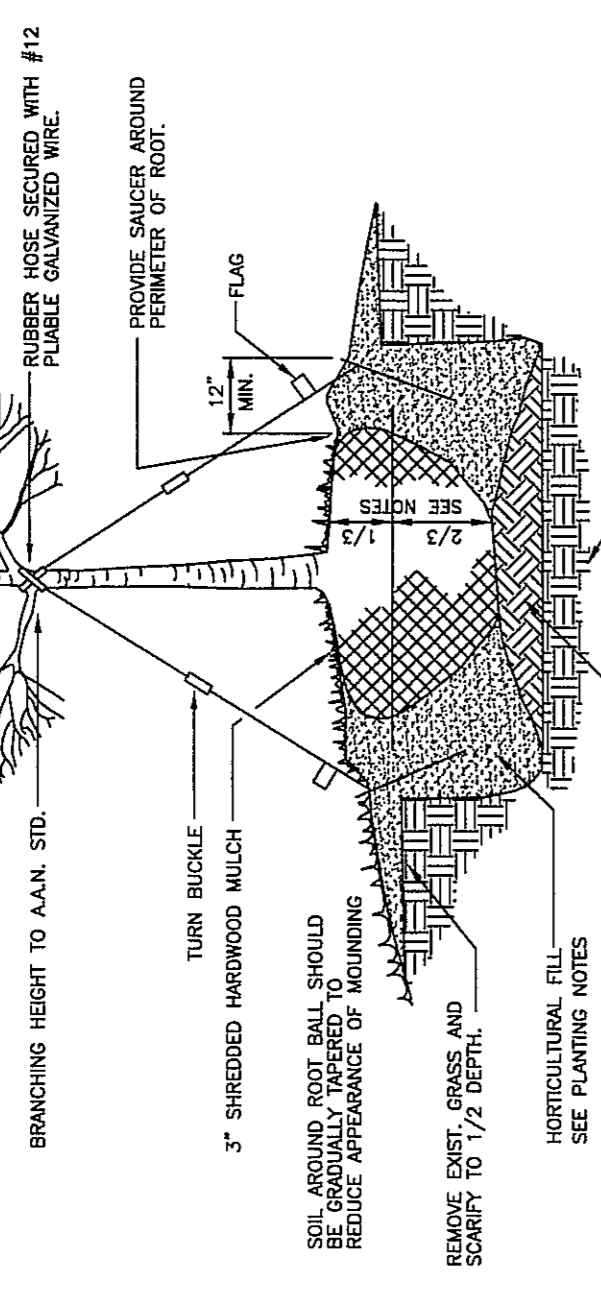 BRANCHING HEIGHT TO A.A.N. STD.
RUBBER HOSE SECURED WITH #12
PLIABLE GALVANIZED WIRE.
TURN BUCKLE
PROVIDE SAUCER AROUND
PERIMETER OF ROOT.
3" SHREDDED HARDWOOD MULCH
FLAG
12"
MIN.
SOIL AROUND ROOT BALL SHOULD
BE GRADUALLY TAPERED TO
REDUCE APPEARANCE OF MOUNDING
SEE NOTES
1/3
2/3
REMOVE EXIST. GRASS AND
SCARIFY TO 1/2 DEPTH.
HORTICULTURAL FILL
SEE PLANTING NOTES